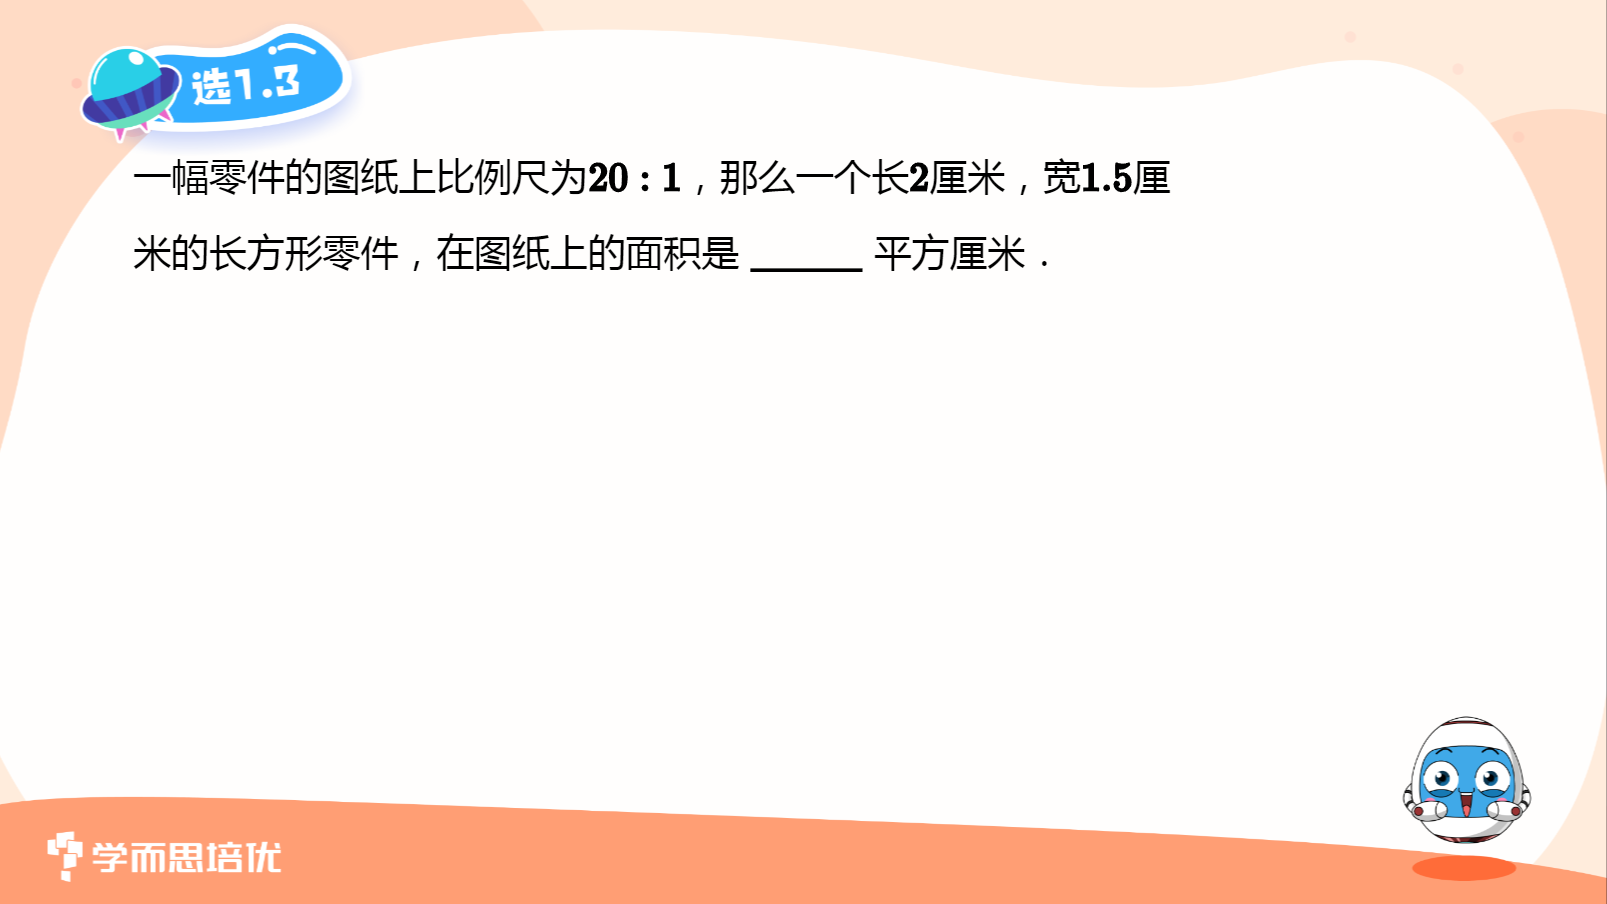 选1.3
一幅零件的图纸上比例尺为20：1，那么一个长2厘米，宽1.5厘
米的长方形零件，在图纸上的面积是 ______ 平方厘米．
学而思培优